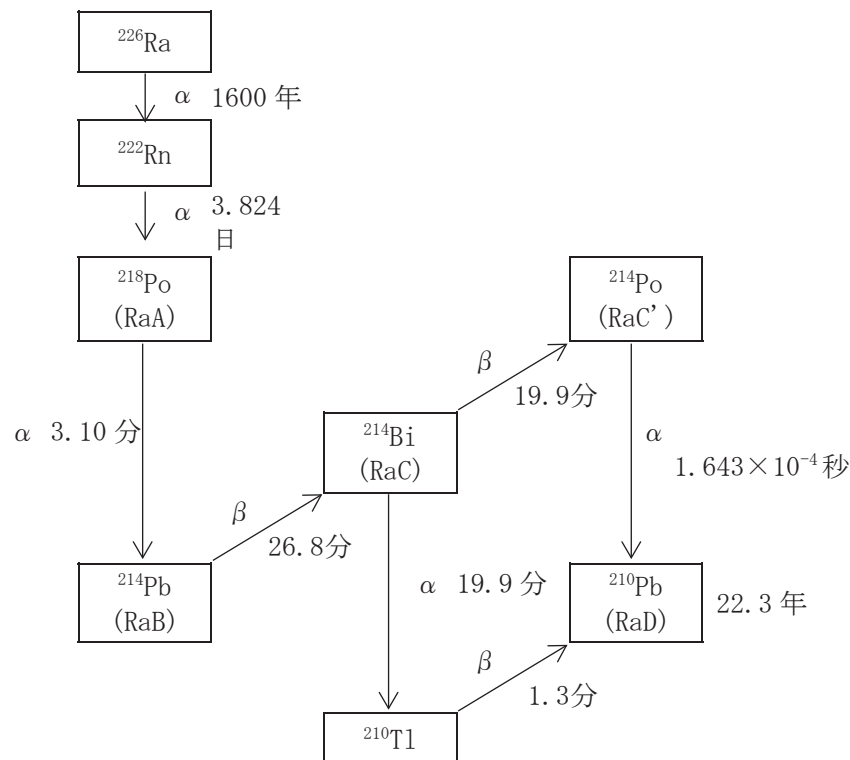 ²²⁶Ra
α 1600 年
²²²Rn
α 3.824
日
²¹⁸Po
(RaA)
²¹⁴Po
(RaC’)
β
19.9分
α 3.10 分
²¹⁴Bi
(RaC)
α
1.643×10⁻⁴秒
β
26.8分
²¹⁴Pb
(RaB)
α 19.9 分
²¹⁰Pb
(RaD)
22.3 年
β
1.3分
²¹⁰Tl